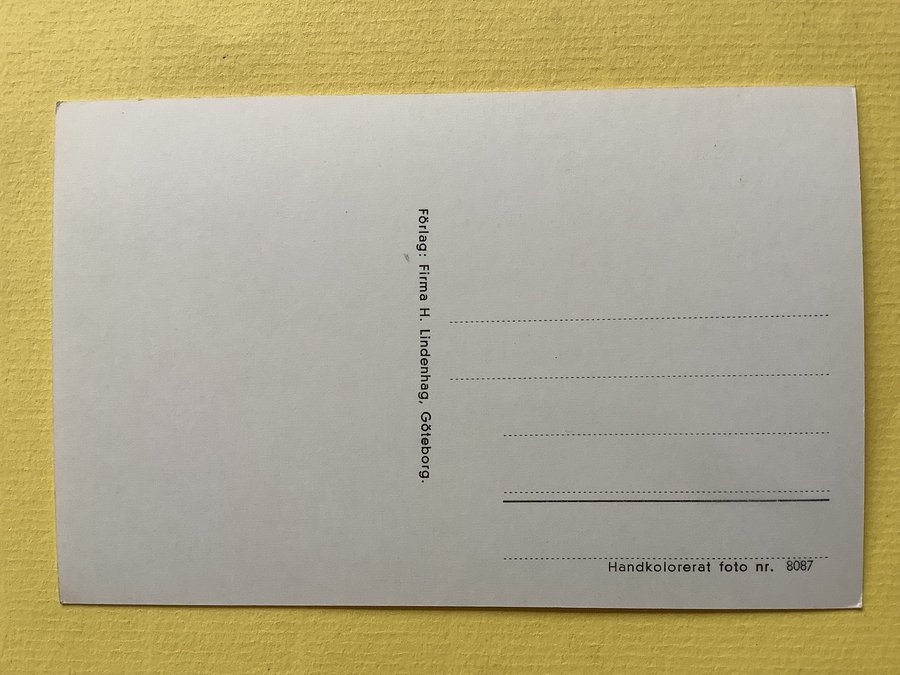 Förlag: Firma H. Lindenhag, Göteborg.
Handkolorerat foto nr. 8087